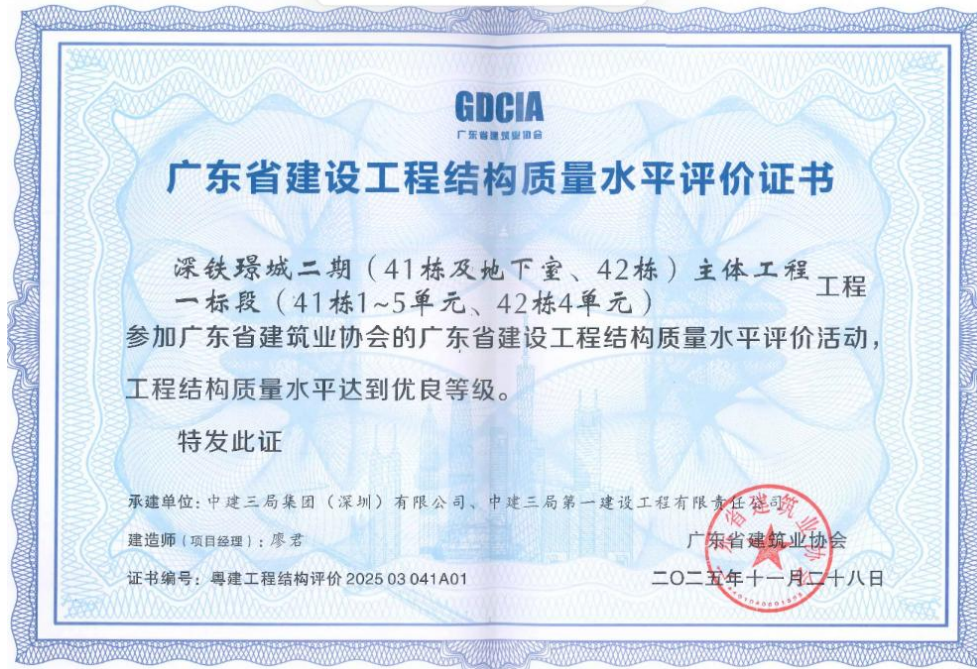 GDCIA
广东省建筑业协会
广东省建设工程结构质量水平评价证书
深铁璟城二期（41栋及地下室、42栋）主体工程
一标段（41栋1~5单元、42栋4单元）
工程
参加广东省建筑业协会的广东省建设工程结构质量水平评价活动，
工程结构质量水平达到优良等级。
特发此证
承建单位：中建三局集团（深圳）有限公司、中建三局第一建设工程有限责任公司
建造师（项目经理）：廖君
广东省建筑业协会
证书编号：粤建工程结构评价 2025 03 041A01
二〇二五年十一月二十八日